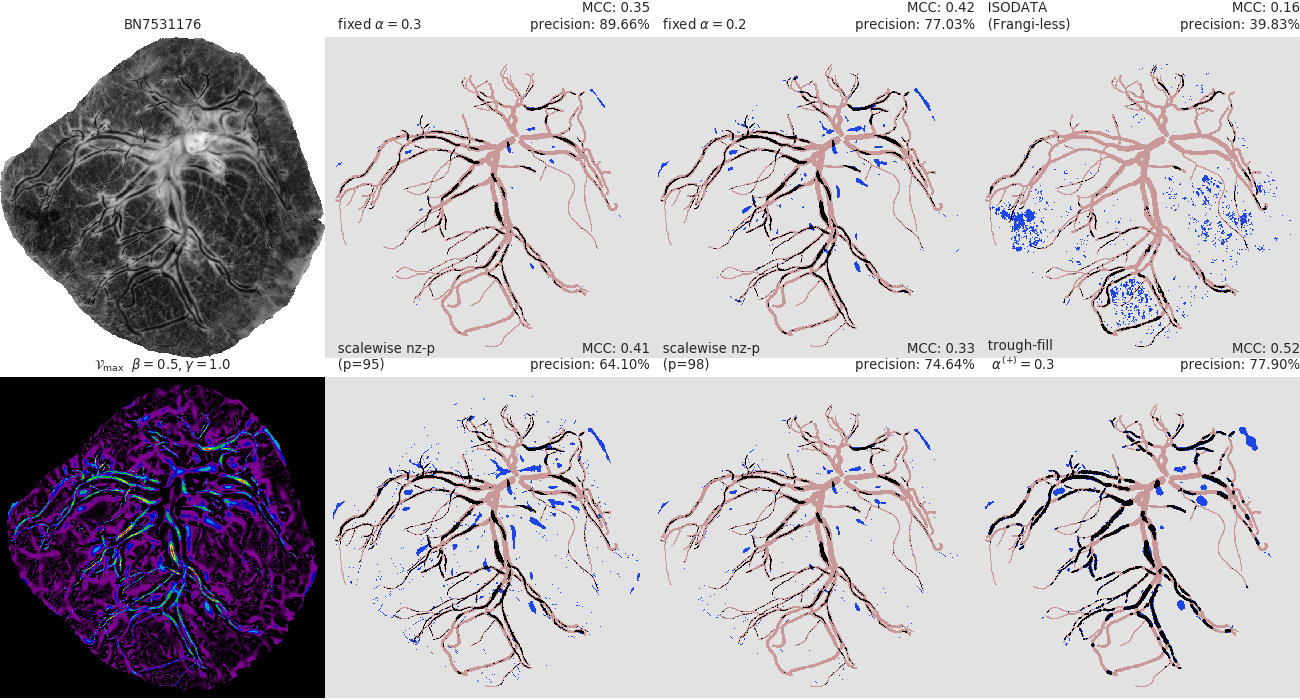 BN7531176
fixed α = 0.3
MCC: 0.35
precision: 89.66%
fixed α = 0.2
MCC: 0.42
precision: 77.03%
ISODATA
(Frangi-less)
MCC: 0.16
precision: 39.83%
𝒱max β = 0.5, γ = 1.0
scalewise nz-p
(p=95)
MCC: 0.41
precision: 64.10%
scalewise nz-p
(p=98)
MCC: 0.33
precision: 74.64%
trough-fill
α(+) = 0.3
MCC: 0.52
precision: 77.90%